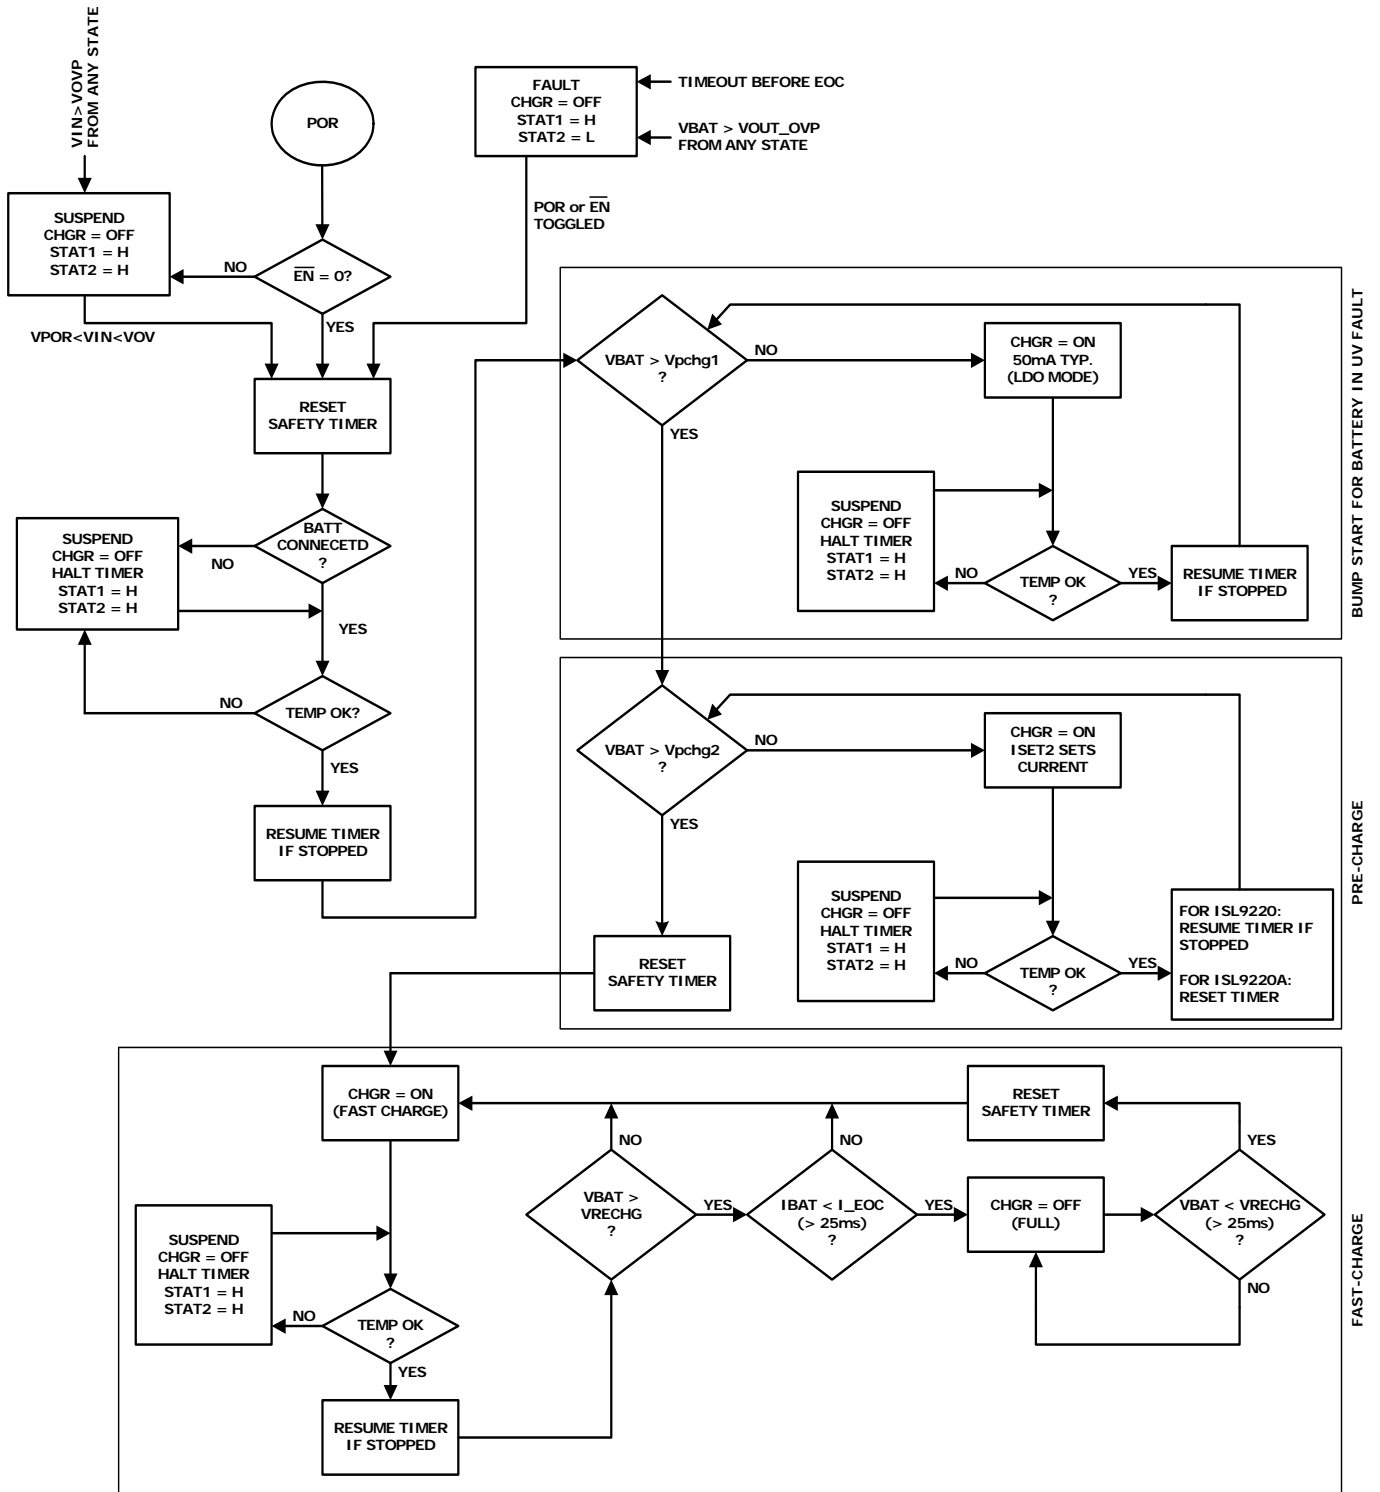 VIN>VOVP
FROM ANY STATE
POR
FAULT
CHGR = OFF
STAT1 = H
STAT2 = L
TIMEOUT BEFORE EOC
VBAT > VOUT_OVP
FROM ANY STATE
SUSPEND
CHGR = OFF
STAT1 = H
STAT2 = H
NO
EN = 0?
YES
POR or EN
TOGGLED
VPOR<VIN<VOV
RESET
SAFETY TIMER
BATT
CONNECETD
?
NO
YES
SUSPEND
CHGR = OFF
HALT TIMER
STAT1 = H
STAT2 = H
NO
TEMP OK?
YES
RESUME TIMER
IF STOPPED
BUMP START FOR BATTERY IN UV FAULT
VBAT > Vpchg1
?
NO
YES
CHGR = ON
50mA TYP.
(LDO MODE)
SUSPEND
CHGR = OFF
HALT TIMER
STAT1 = H
STAT2 = H
NO
TEMP OK
?
YES
RESUME TIMER
IF STOPPED
PRE-CHARGE
VBAT > Vpchg2
?
NO
YES
CHGR = ON
ISET2 SETS
CURRENT
SUSPEND
CHGR = OFF
HALT TIMER
STAT1 = H
STAT2 = H
NO
TEMP OK
?
YES
FOR ISL9220:
RESUME TIMER IF
STOPPED
FOR ISL9220A:
RESET TIMER
RESET
SAFETY TIMER
FAST-CHARGE
CHGR = ON
(FAST CHARGE)
SUSPEND
CHGR = OFF
HALT TIMER
STAT1 = H
STAT2 = H
NO
TEMP OK
?
YES
RESUME TIMER
IF STOPPED
NO
VBAT >
VRECHG
?
YES
NO
IBAT < I_EOC
(> 25ms)
?
YES
RESET
SAFETY TIMER
CHGR = OFF
(FULL)
YES
VBAT < VRECHG
(> 25ms)
?
NO